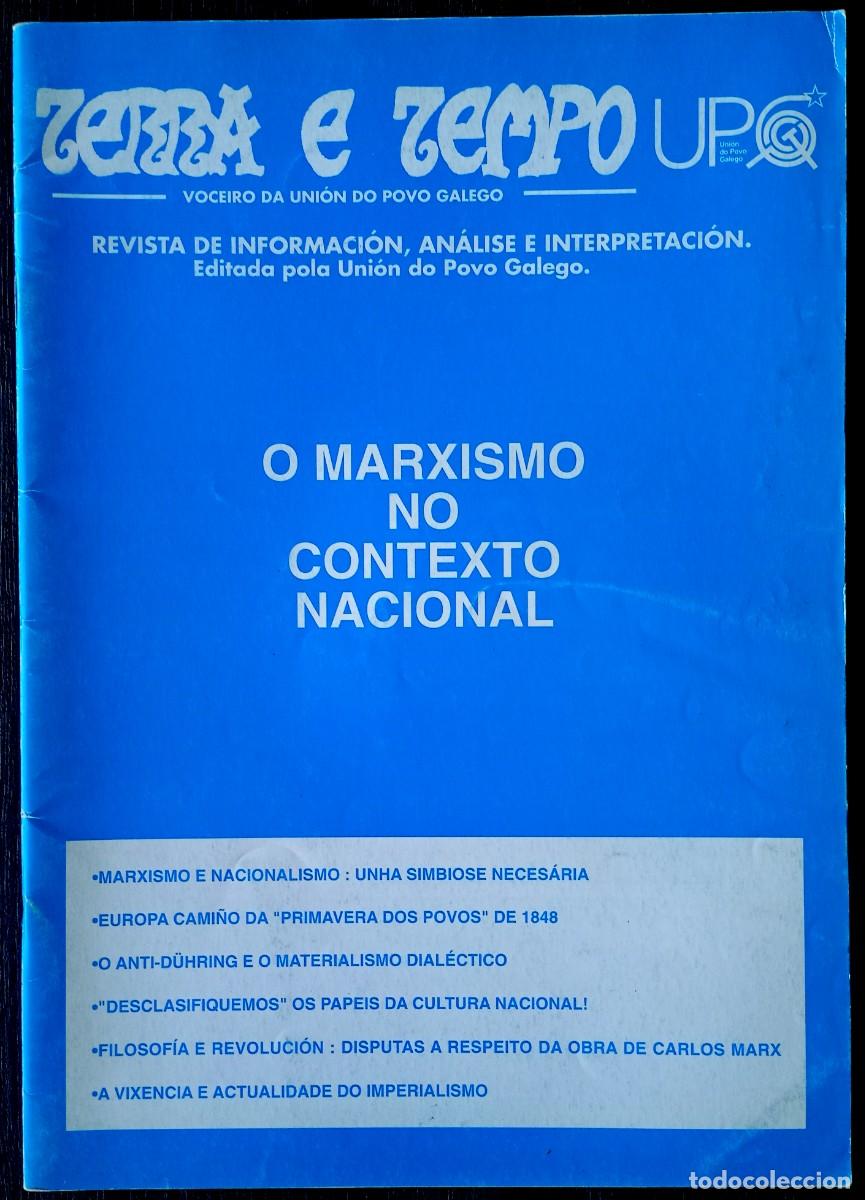 TERRA E TEMPO UPG
Unión
do Povo
Galego
VOCEIRO DA UNIÓN DO POVO GALEGO
REVISTA DE INFORMACIÓN, ANÁLISE E INTERPRETACIÓN.
Editada pola Unión do Povo Galego.
O MARXISMO
NO
CONTEXTO
NACIONAL
•MARXISMO E NACIONALISMO : UNHA SIMBIOSE NECESÁRIA
•EUROPA CAMIÑO DA "PRIMAVERA DOS POVOS" DE 1848
•O ANTI-DÜHRING E O MATERIALISMO DIALÉCTICO
•"DESCLASIFIQUEMOS" OS PAPEIS DA CULTURA NACIONAL!
•FILOSOFÍA E REVOLUCIÓN : DISPUTAS A RESPEITO DA OBRA DE CARLOS MARX
•A VIXENCIA E ACTUALIDADE DO IMPERIALISMO
todocoleccion